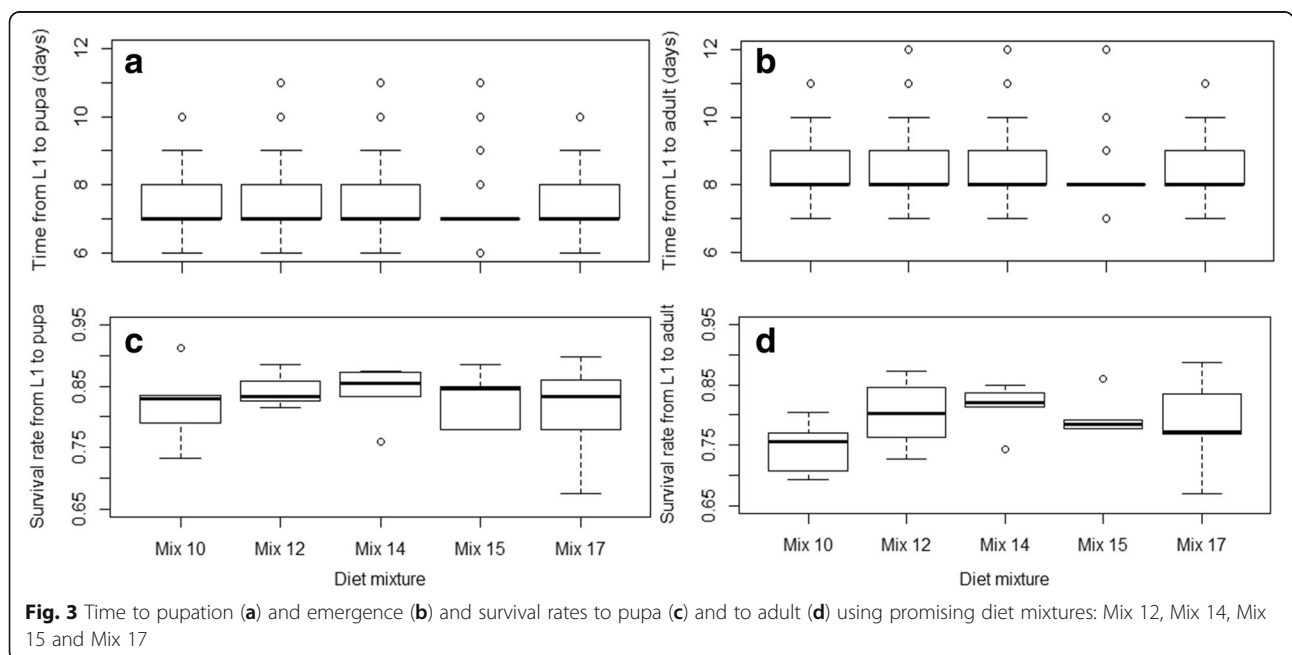 a
Time from L1 to pupa (days)
12
10
8
6
b
Time from L1 to adult (days)
12
10
8
6
c
Survival rate from L1 to pupa
0.95
0.85
0.75
0.65
Mix 10 Mix 12 Mix 14 Mix 15 Mix 17
Diet mixture
d
Survival rate from L1 to adult
0.95
0.85
0.75
0.65
Mix 10 Mix 12 Mix 14 Mix 15 Mix 17
Diet mixture
Fig. 3 Time to pupation (a) and emergence (b) and survival rates to pupa (c) and to adult (d) using promising diet mixtures: Mix 12, Mix 14, Mix
15 and Mix 17